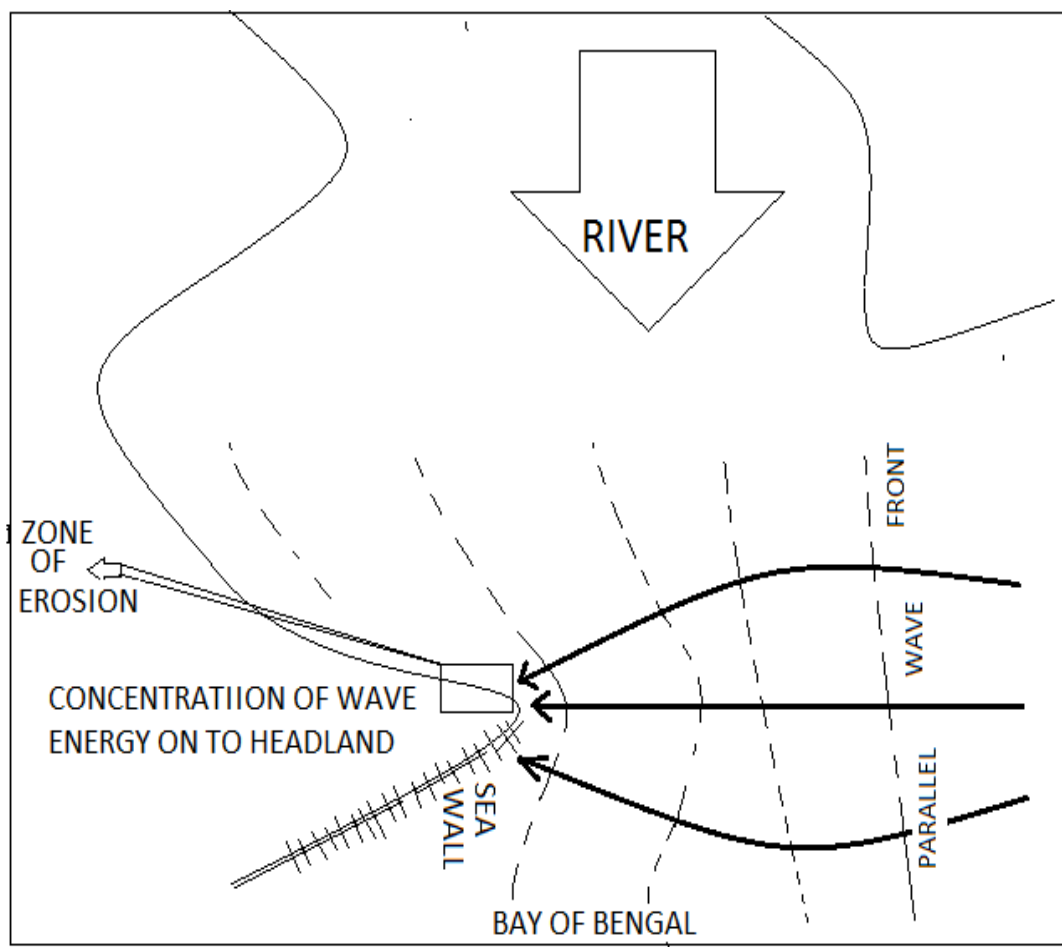 RIVER
FRONT
WAVE
PARALLEL
ZONE
OF
EROSION
CONCENTRATIION OF WAVE
ENERGY ON TO HEADLAND
SEA
WALL
BAY OF BENGAL